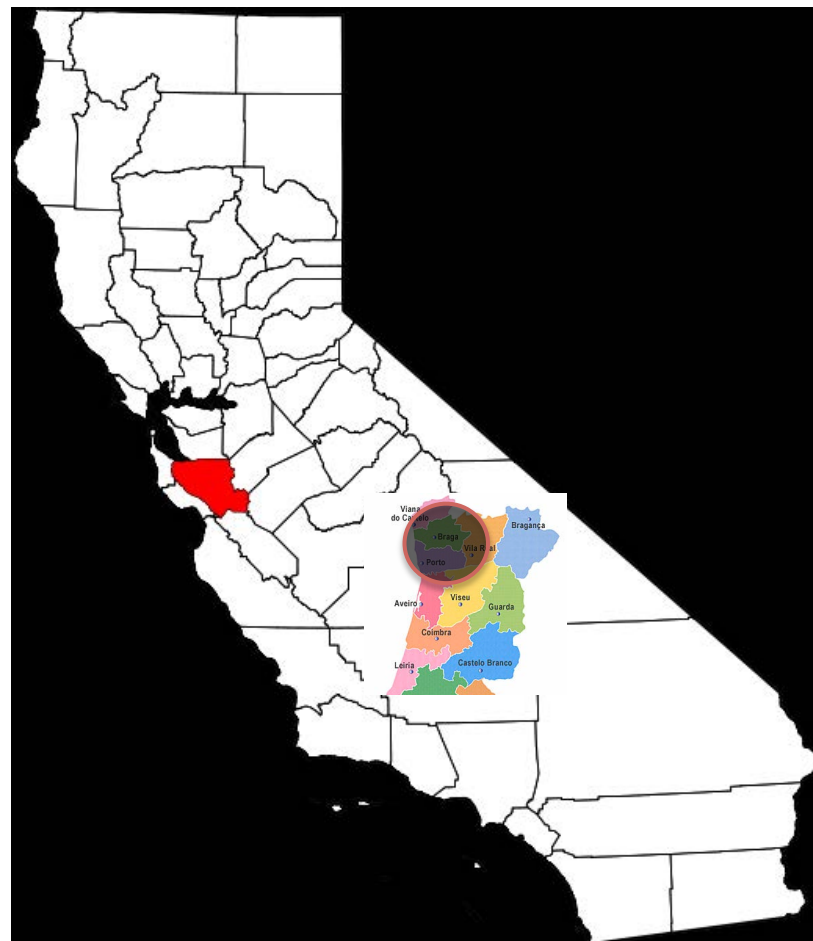 Viana
do Castelo
Bragança
Braga
Vila Real
Porto
Aveiro
Viseu
Guarda
Coimbra
Leiria
Castelo Branco